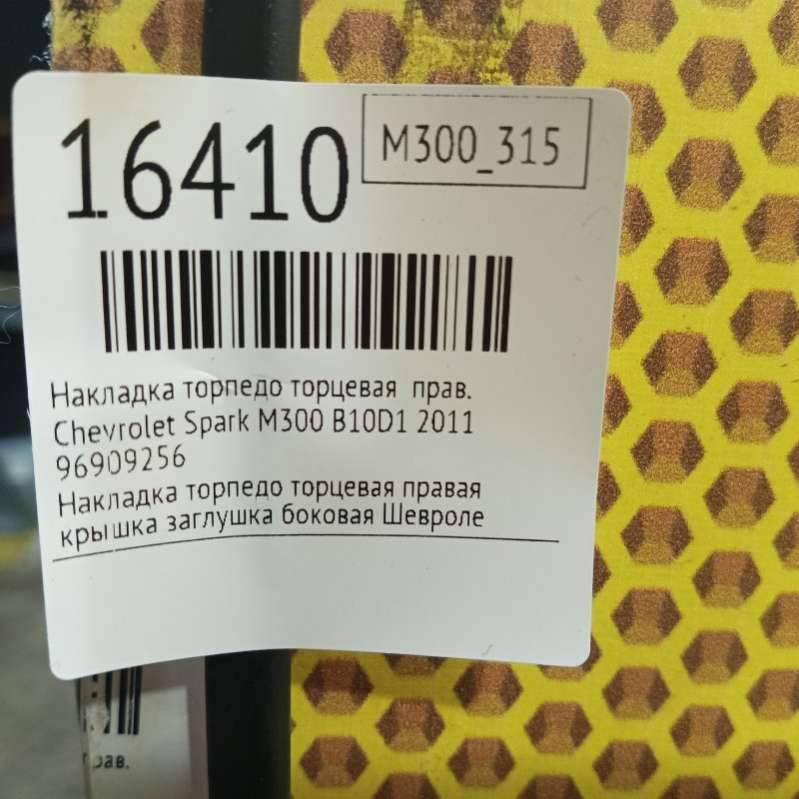 16410
M300_315
Накладка торпедо торцевая прав.
Chevrolet Spark M300 B10D1 2011
96909256
Накладка торпедо торцевая правая
крышка заглушка боковая Шевроле
рав.